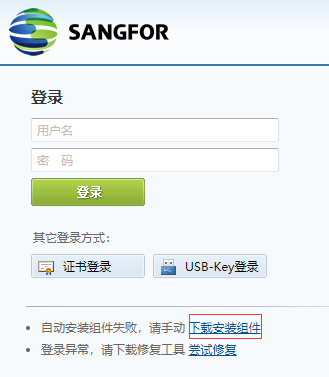 SANGFOR
登录
用户名
密 码
登录
其它登录方式：
证书登录 USB-Key登录
• 自动安装组件失败，请手动 下载安装组件
• 登录异常，请下载修复工具 尝试修复